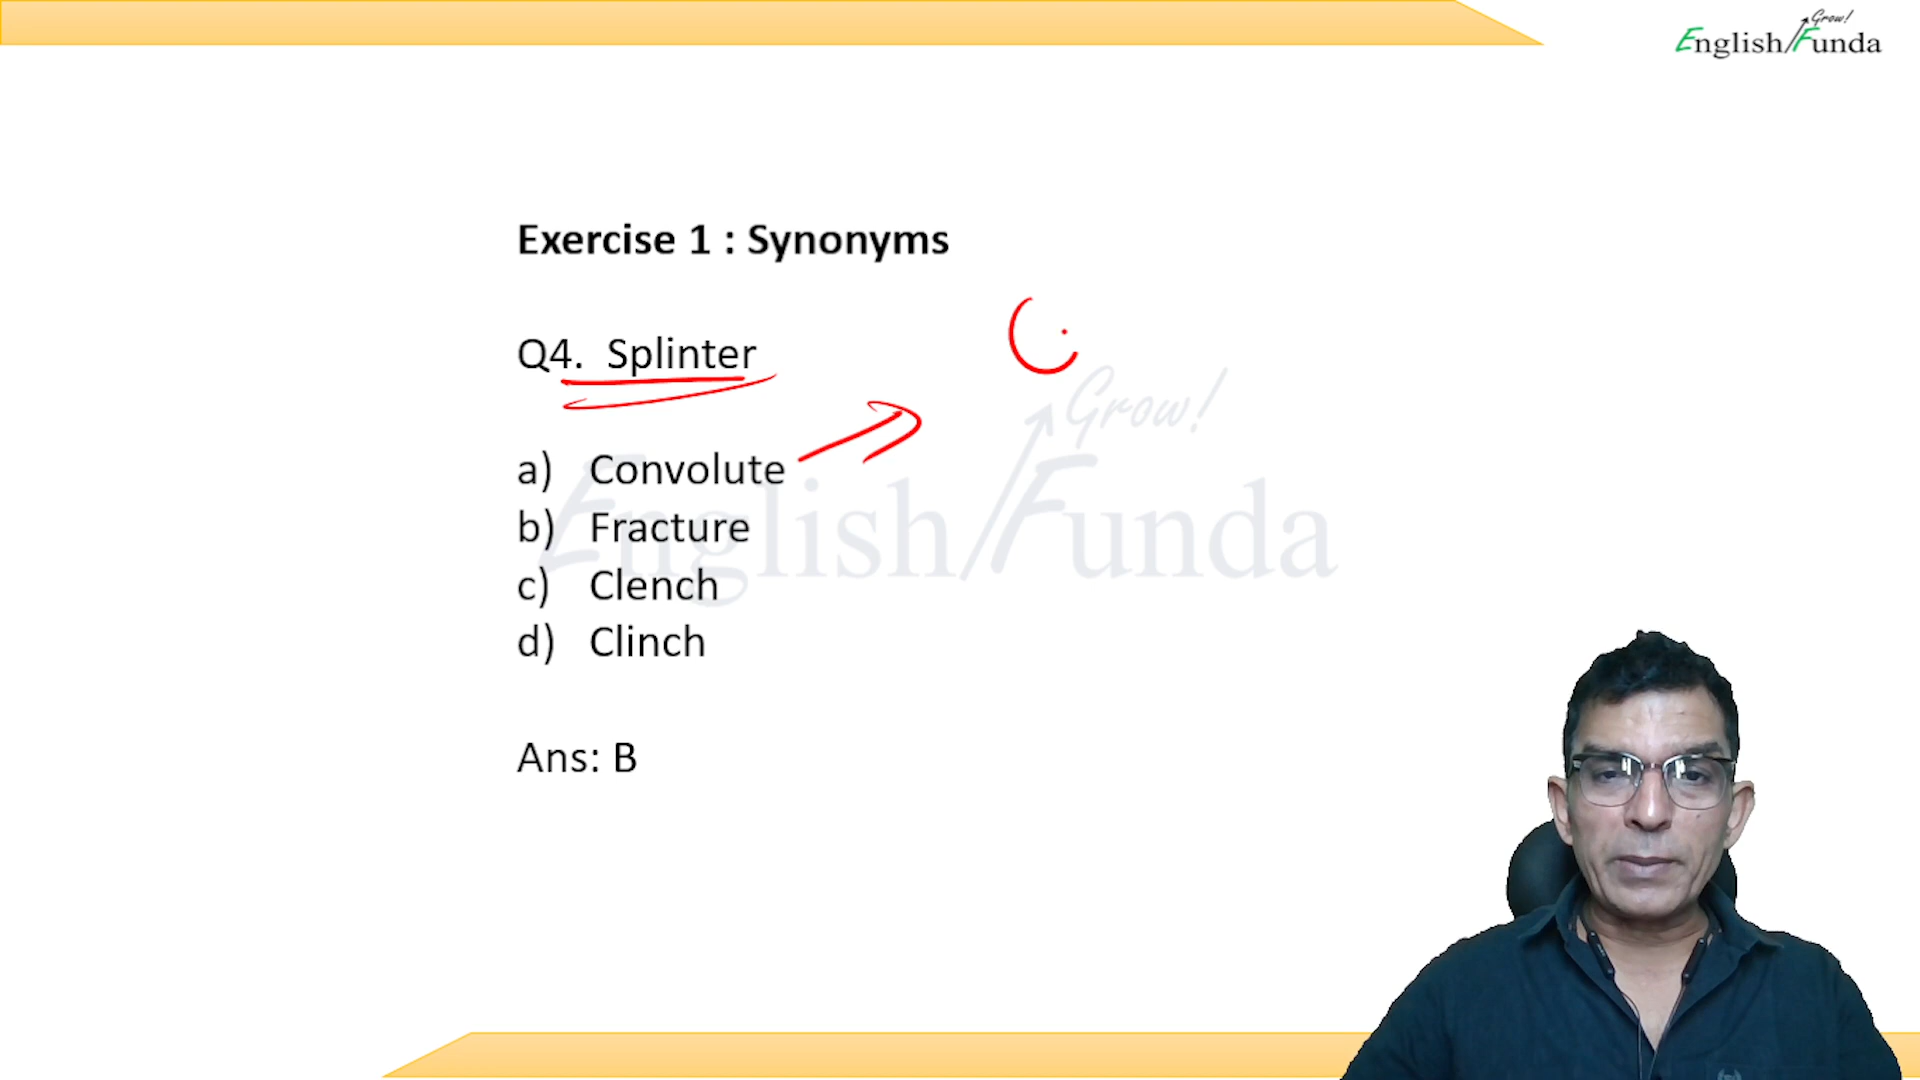 Grow!
English Funda
Exercise 1 : Synonyms
Q4. Splinter
a) Convolute
b) Fracture
c) Clench
d) Clinch
Ans: B
Grow!
English Funda